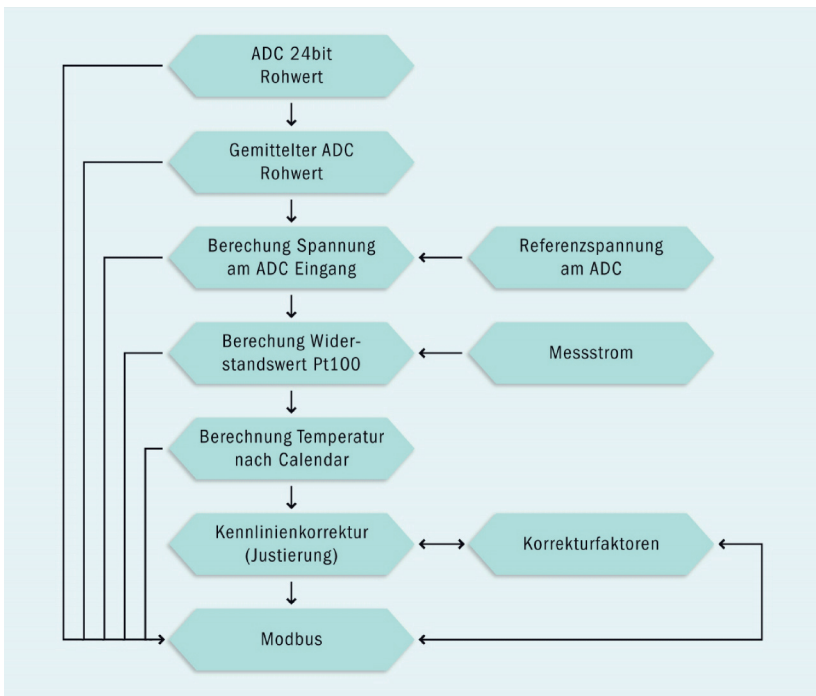 ADC 24bit
Rohwert
Gemittelter ADC
Rohwert
Berechung Spannung
am ADC Eingang
Referenzspannung
am ADC
Berechung Wider-
standswert Pt100
Messstrom
Berechnung Temperatur
nach Calendar
Kennlinienkorrektur
(Justierung)
Korrekturfaktoren
Modbus